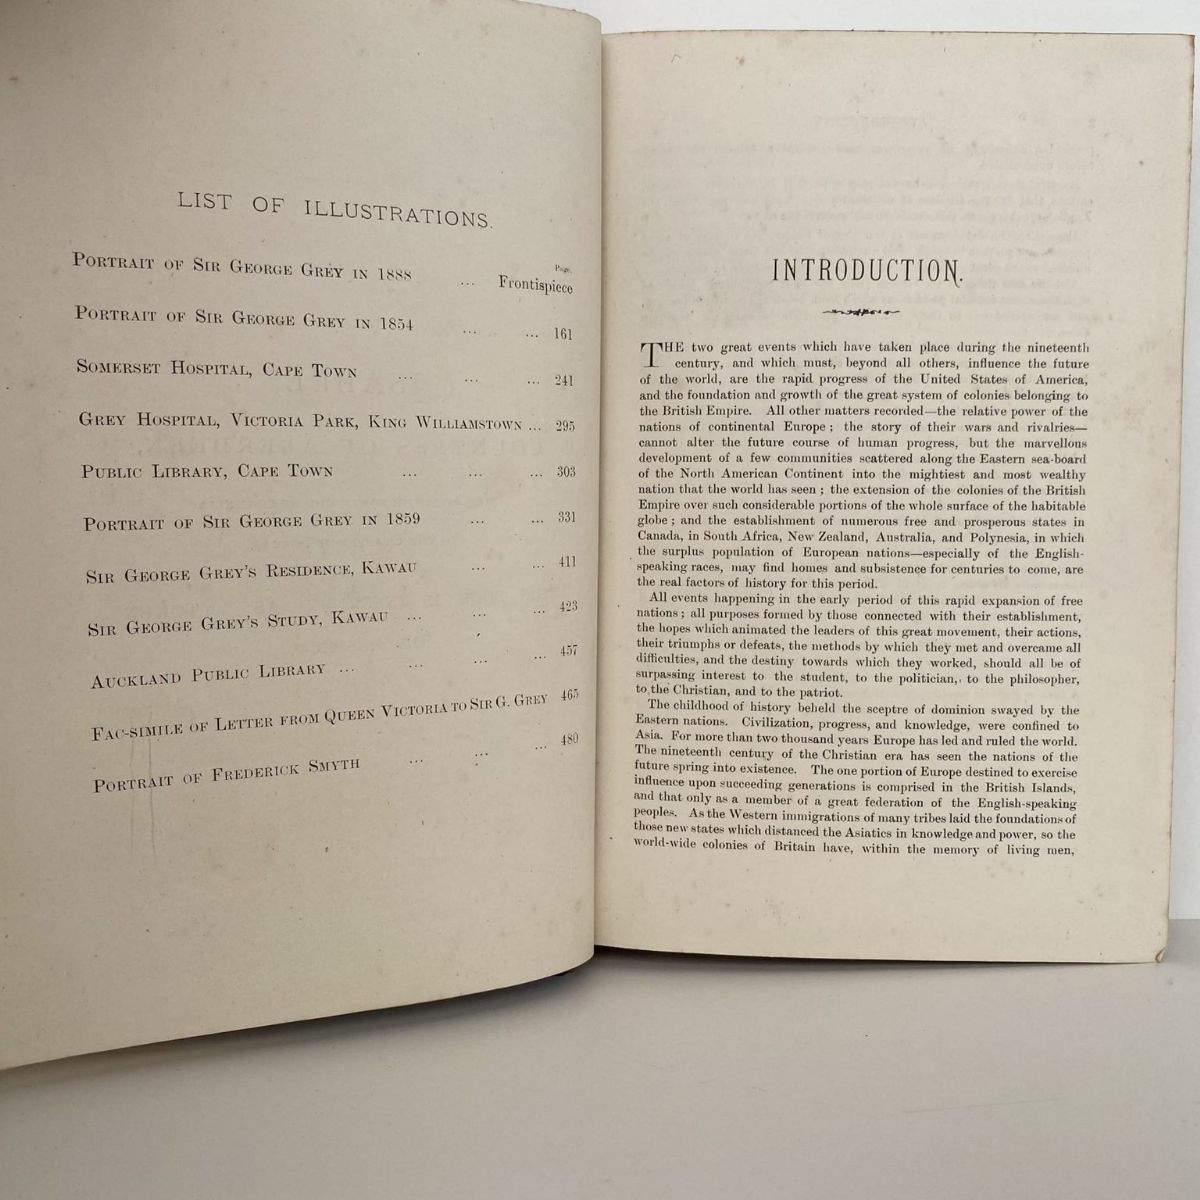 LIST OF ILLUSTRATIONS.
Page.
PORTRAIT OF SIR GEORGE GREY IN 1888 ... Frontispiece
PORTRAIT OF SIR GEORGE GREY IN 1854 ... ... 161
SOMERSET HOSPITAL, CAPE TOWN ... ... ... 241
GREY HOSPITAL, VICTORIA PARK, KING WILLIAMSTOWN ... 295
PUBLIC LIBRARY, CAPE TOWN ... ... ... 303
PORTRAIT OF SIR GEORGE GREY IN 1859 ... ... 331
SIR GEORGE GREY'S RESIDENCE, KAWAU ... ... 411
SIR GEORGE GREY'S STUDY, KAWAU ... ... ... 423
AUCKLAND PUBLIC LIBRARY ... ... ... ... 457
FAC-SIMILE OF LETTER FROM QUEEN VICTORIA TO SIR G. GREY 465
PORTRAIT OF FREDERICK SMYTH ... ... ... 480
INTRODUCTION.
THE two great events which have taken place during the nineteenth
century, and which must, beyond all others, influence the future
of the world, are the rapid progress of the United States of America,
and the foundation and growth of the great system of colonies belonging to
the British Empire. All other matters recorded—the relative power of the
nations of continental Europe ; the story of their wars and rivalries—
cannot alter the future course of human progress, but the marvellous
development of a few communities scattered along the Eastern sea-board
of the North American Continent into the mightiest and most wealthy
nation that the world has seen ; the extension of the colonies of the British
Empire over such considerable portions of the whole surface of the habitable
globe ; and the establishment of numerous free and prosperous states in
Canada, in South Africa, New Zealand, Australia, and Polynesia, in which
the surplus population of European nations—especially of the English-
speaking races, may find homes and subsistence for centuries to come, are
the real factors of history for this period.
All events happening in the early period of this rapid expansion of free
nations ; all purposes formed by those connected with their establishment,
the hopes which animated the leaders of this great movement, their actions,
their triumphs or defeats, the methods by which they met and overcame all
difficulties, and the destiny towards which they worked, should all be of
surpassing interest to the student, to the politician, to the philosopher,
to the Christian, and to the patriot.
The childhood of history beheld the sceptre of dominion swayed by the
Eastern nations. Civilization, progress, and knowledge, were confined to
Asia. For more than two thousand years Europe has led and ruled the world.
The nineteenth century of the Christian era has seen the nations of the
future spring into existence. The one portion of Europe destined to exercise
influence upon succeeding generations is comprised in the British Islands,
and that only as a member of a great federation of the English-speaking
peoples. As the Western immigrations of many tribes laid the foundations of
those new states which distanced the Asiatics in knowledge and power, so the
world-wide colonies of Britain have, within the memory of living men,